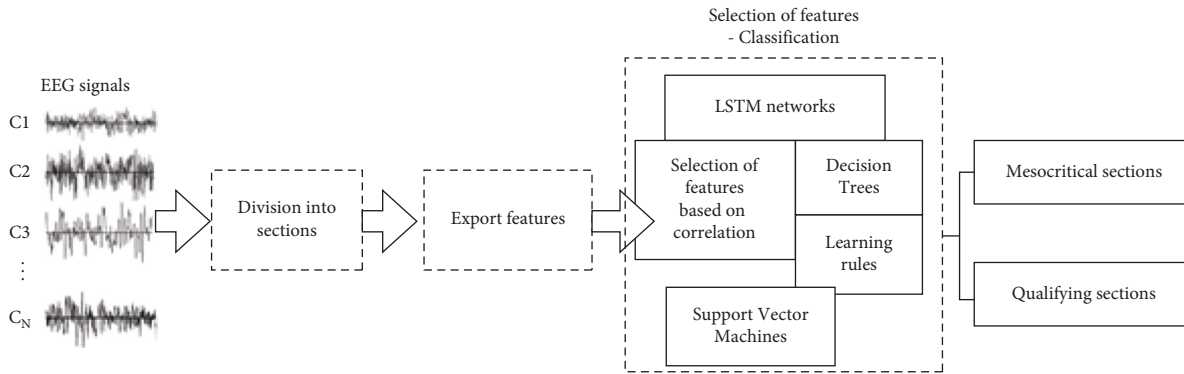 Selection of features
- Classification
EEG signals
C1
C2
C3
⋮
C_N
Division into
sections
Export features
LSTM networks
Selection of
features
based on
correlation
Decision
Trees
Learning
rules
Support Vector
Machines
Mesocritical sections
Qualifying sections